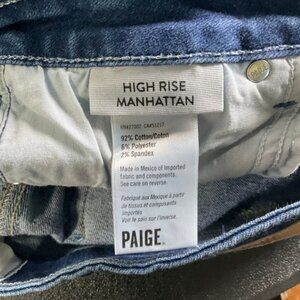 HIGH RISE
MANHATTAN
92% Cotton/Coton
6% Polyester
2% Spandex
Made in Mexico of Imported
fabric and components.
See care on reverse.
Fabriqué aux Mexique à partir
de tissus et composants
importés
Voir le soin sur l'inverse.
PAIGE